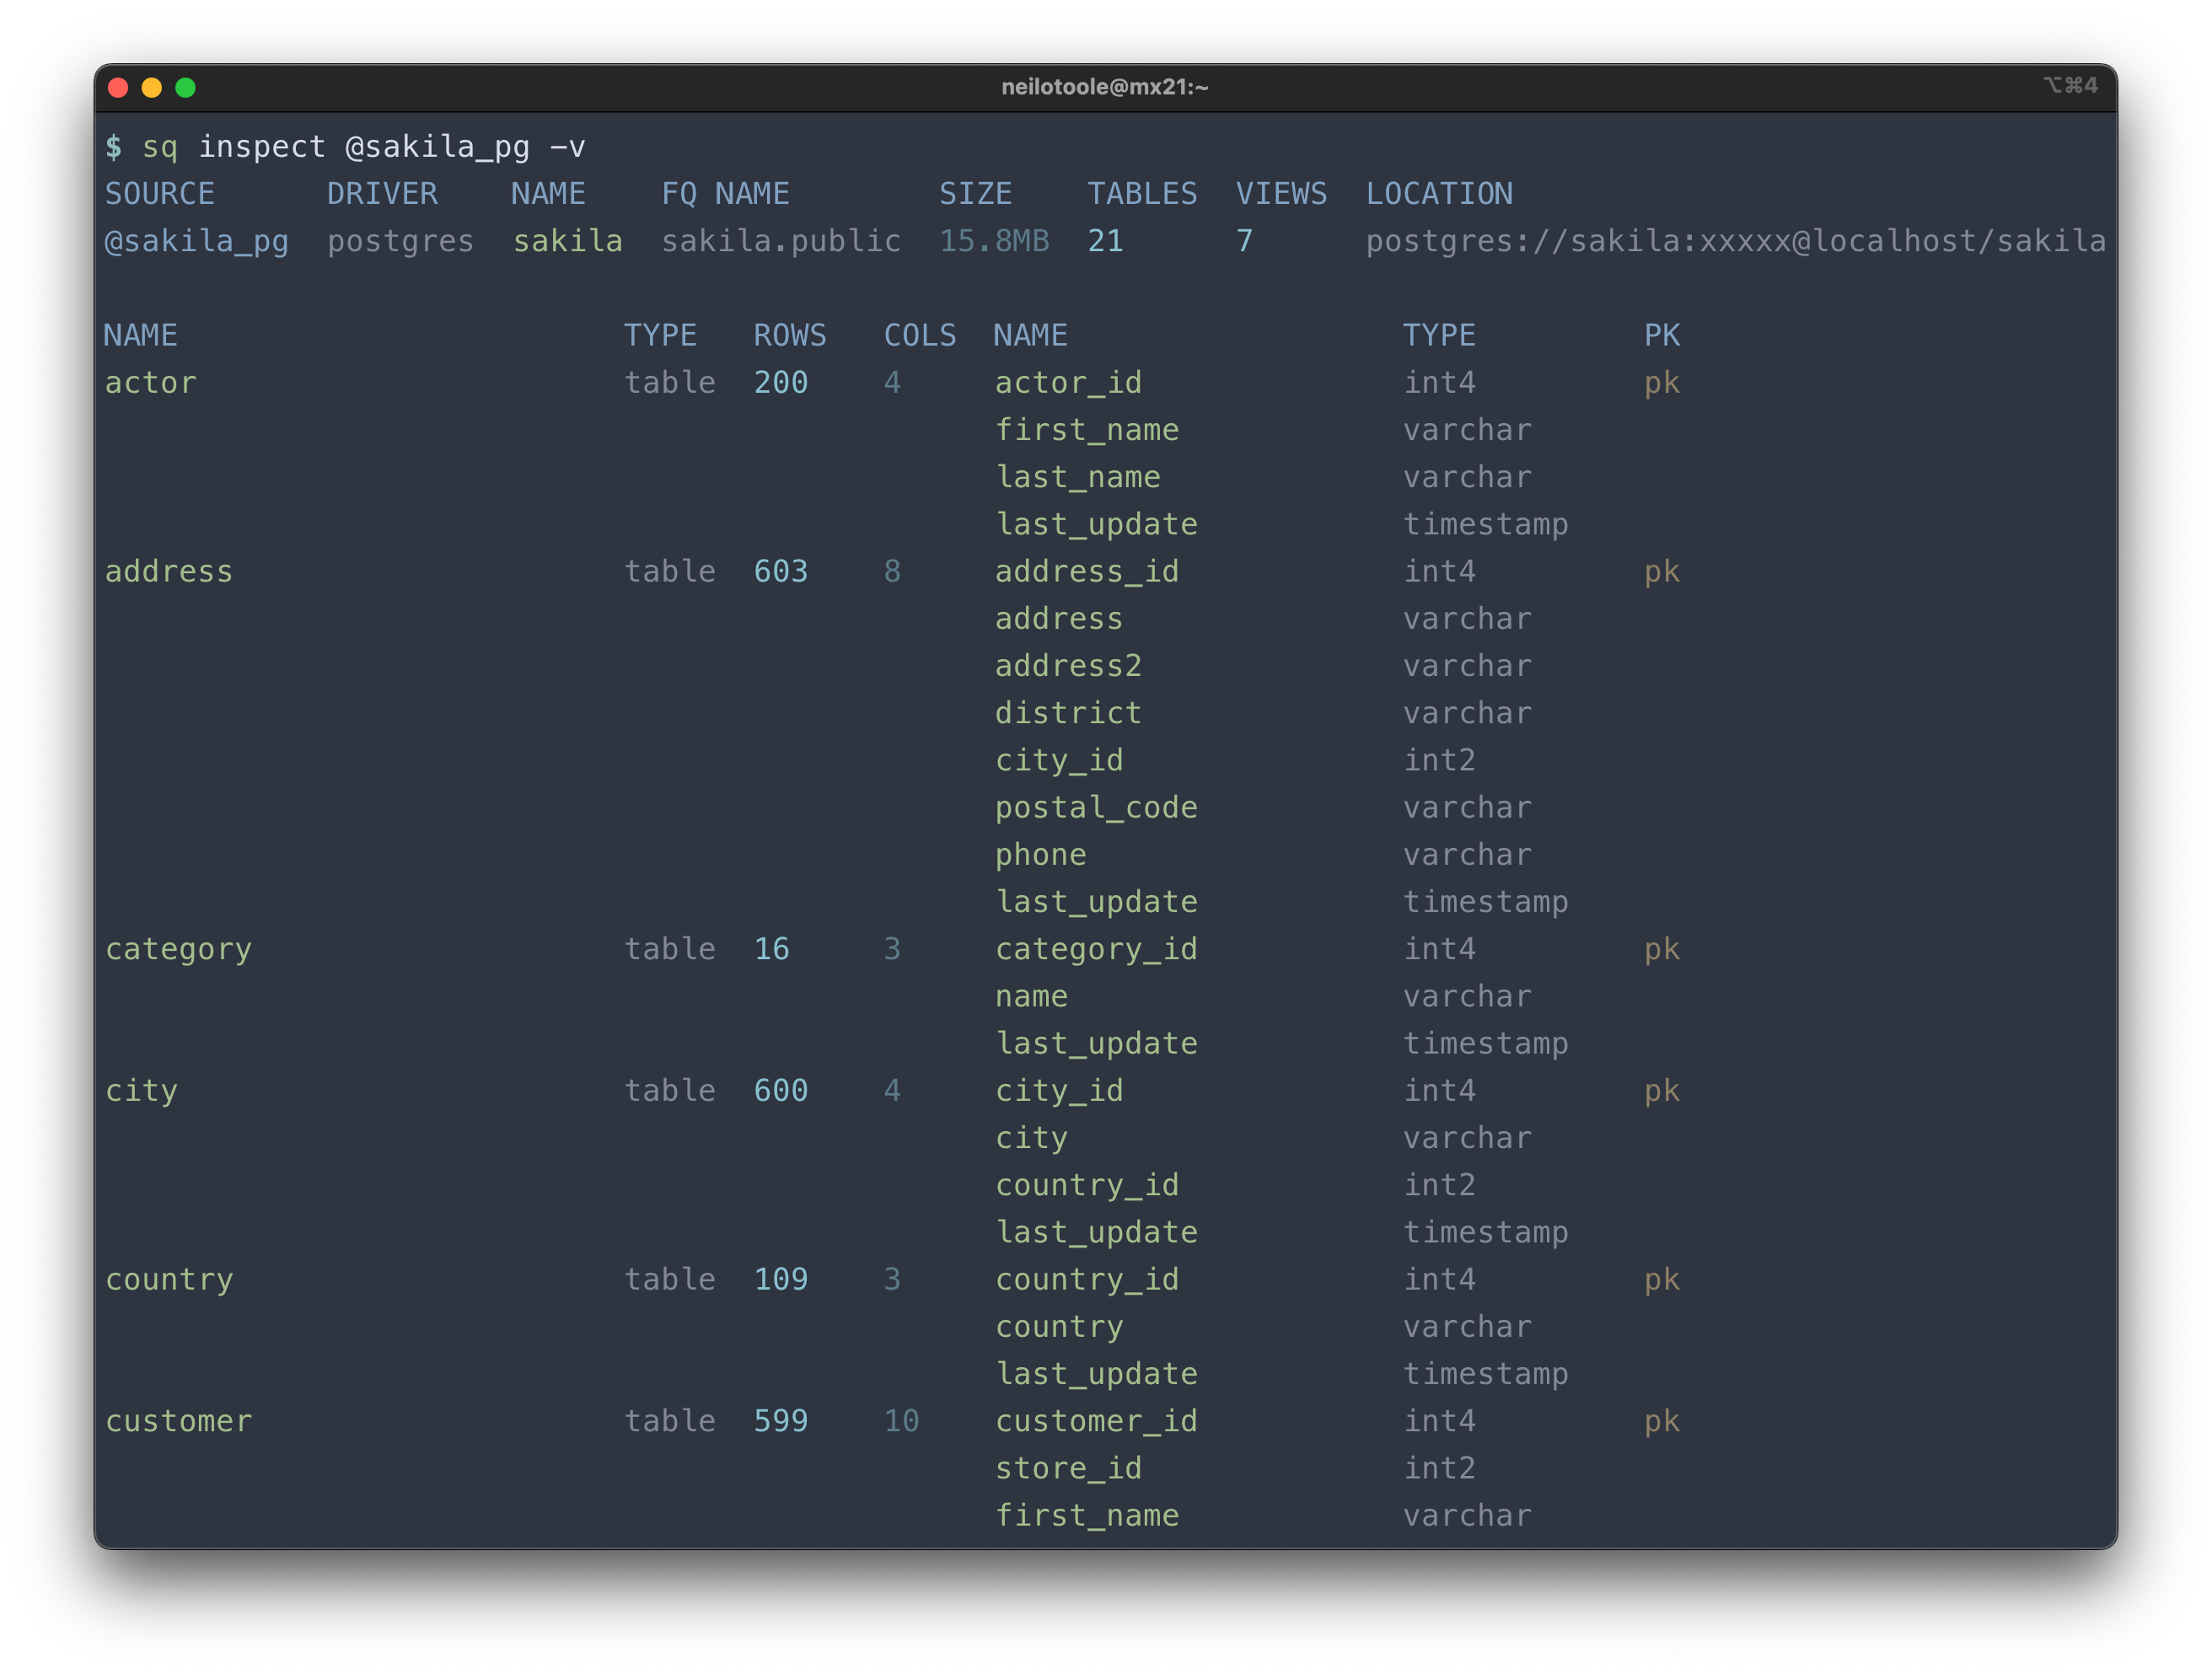 neilotoole@mx21:~ ⌥⌘4
$ sq inspect @sakila_pg -v
SOURCE DRIVER NAME FQ NAME SIZE TABLES VIEWS LOCATION
@sakila_pg postgres sakila sakila.public 15.8MB 21 7 postgres://sakila:xxxxx@localhost/sakila
NAME TYPE ROWS COLS NAME TYPE PK
actor table 200 4 actor_id int4 pk
first_name varchar
last_name varchar
last_update timestamp
address table 603 8 address_id int4 pk
address varchar
address2 varchar
district varchar
city_id int2
postal_code varchar
phone varchar
last_update timestamp
category table 16 3 category_id int4 pk
name varchar
last_update timestamp
city table 600 4 city_id int4 pk
city varchar
country_id int2
last_update timestamp
country table 109 3 country_id int4 pk
country varchar
last_update timestamp
customer table 599 10 customer_id int4 pk
store_id int2
first_name varchar